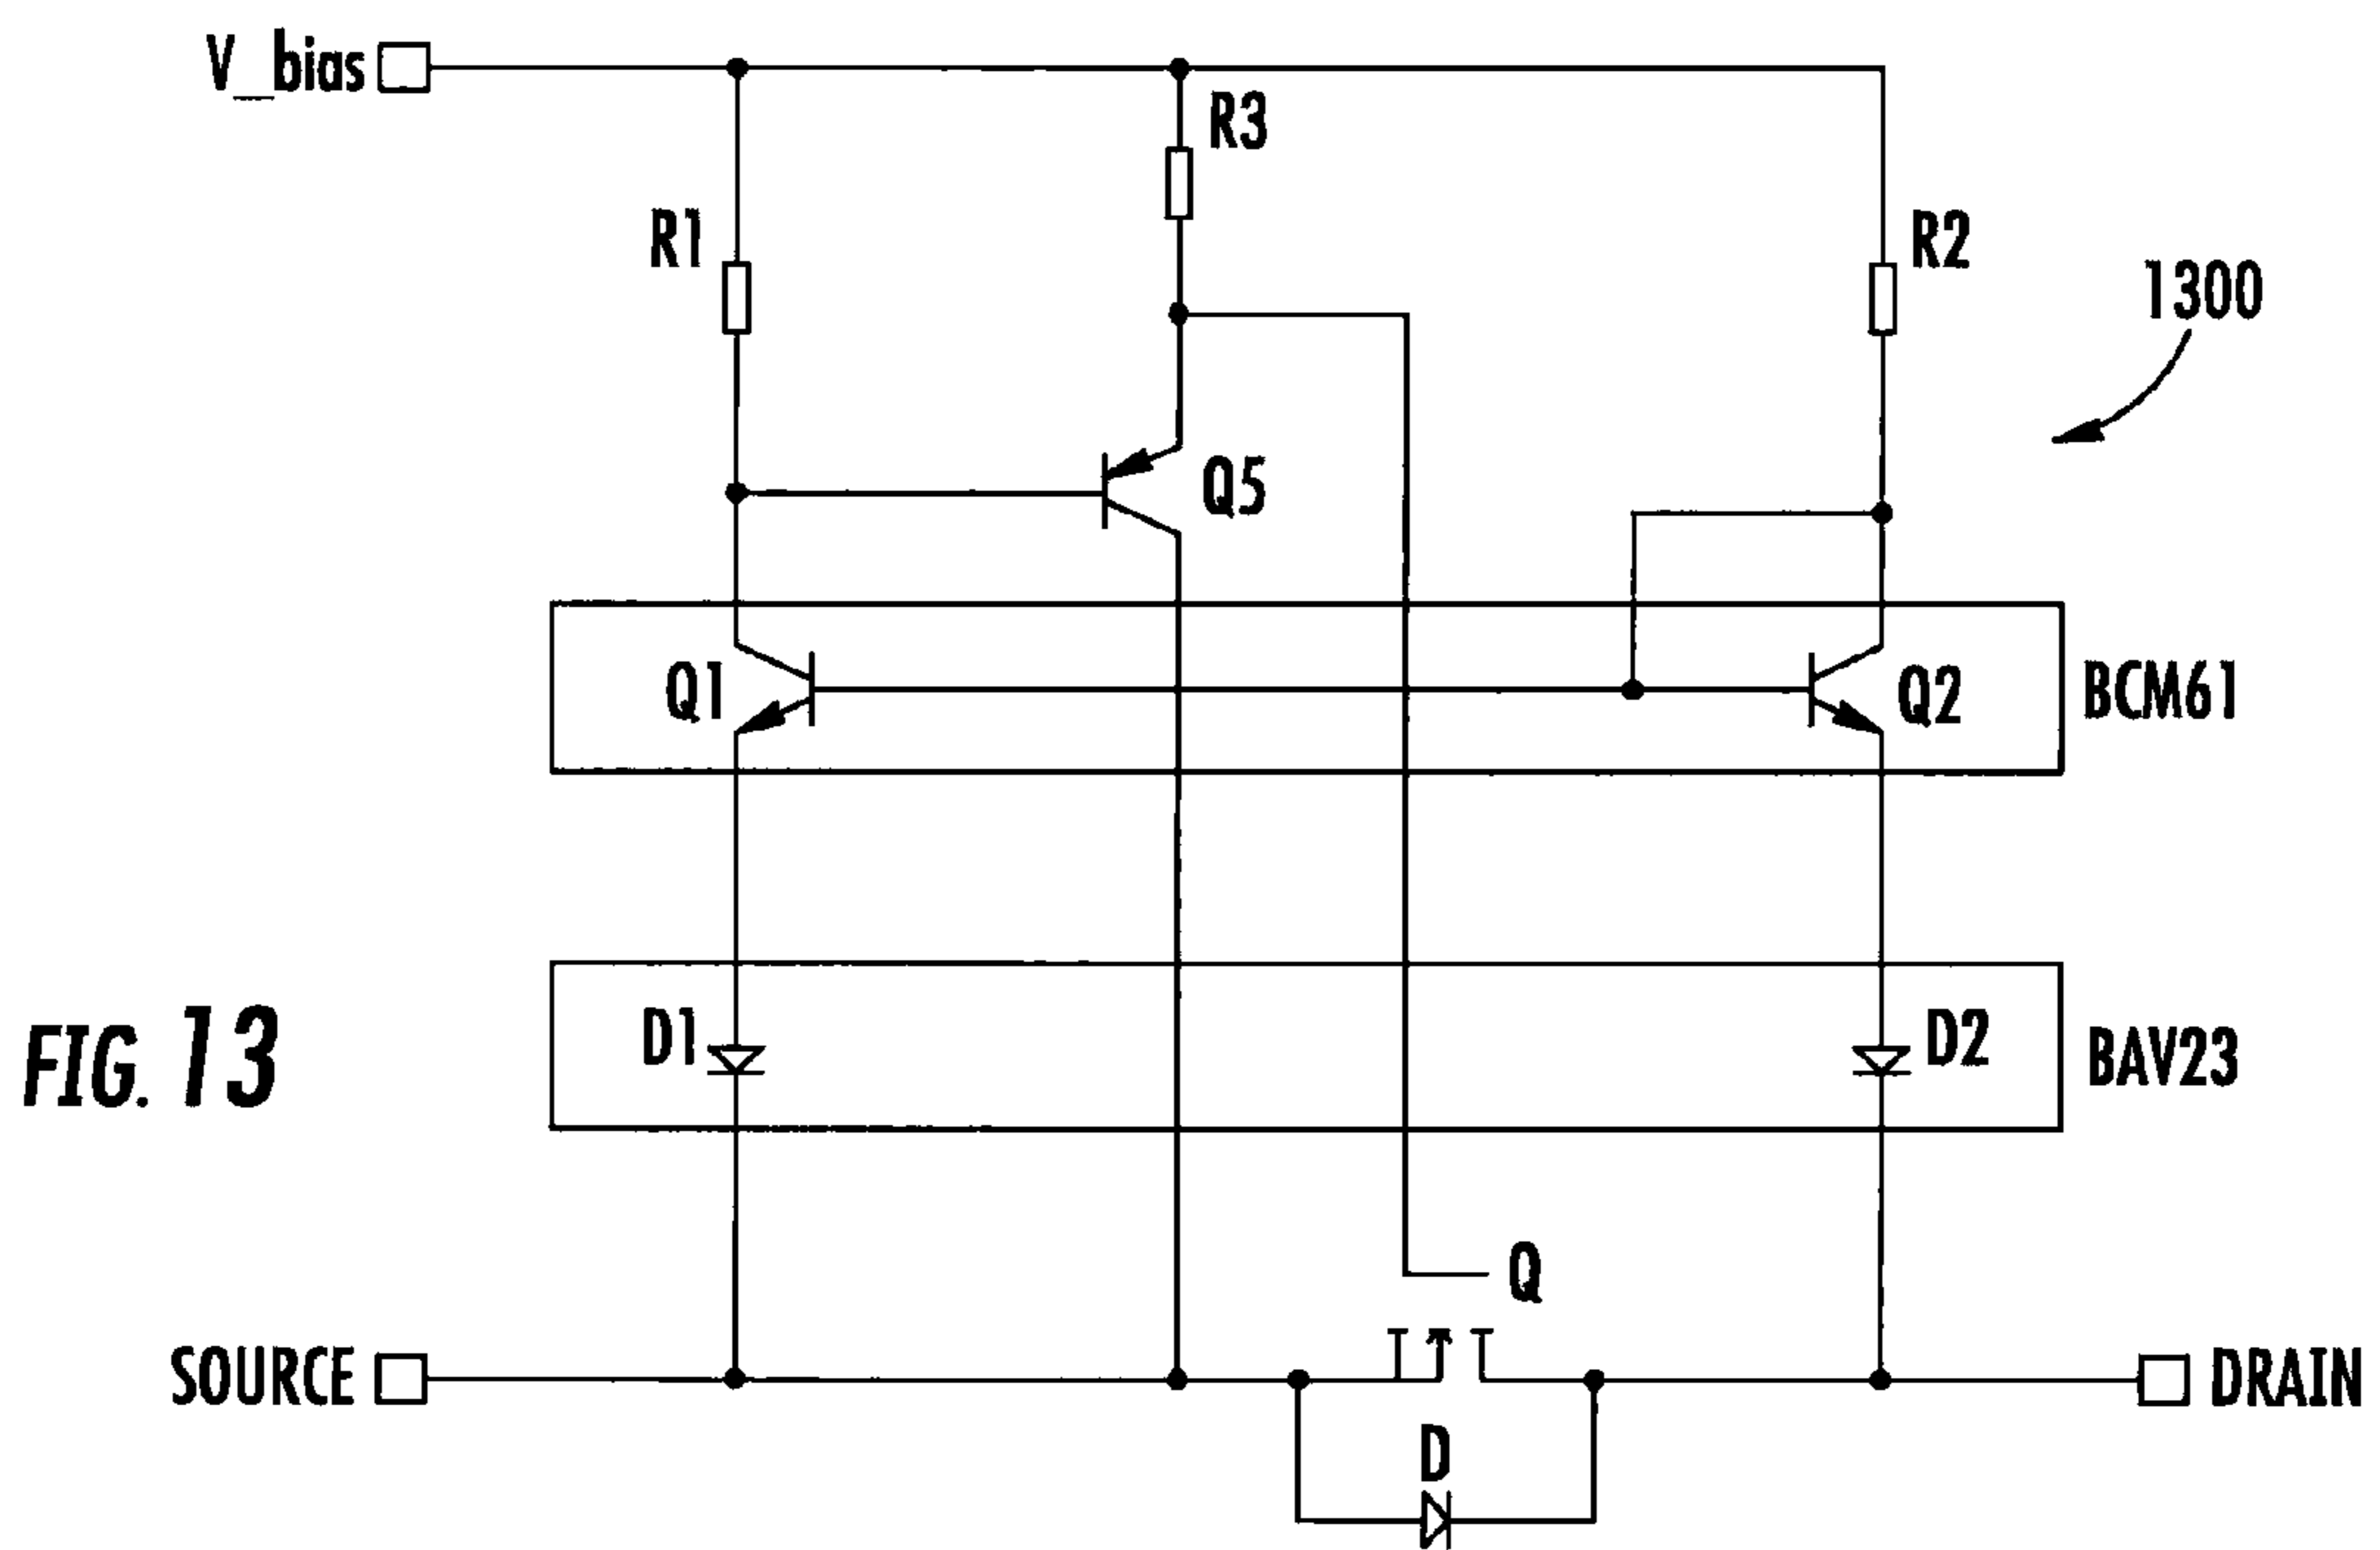 V_bias
R3
R1
R2
1300
Q5
Q1
Q2
BCM61
D1
D2
BAV23
FIG. 13
Q
SOURCE
DRAIN
D